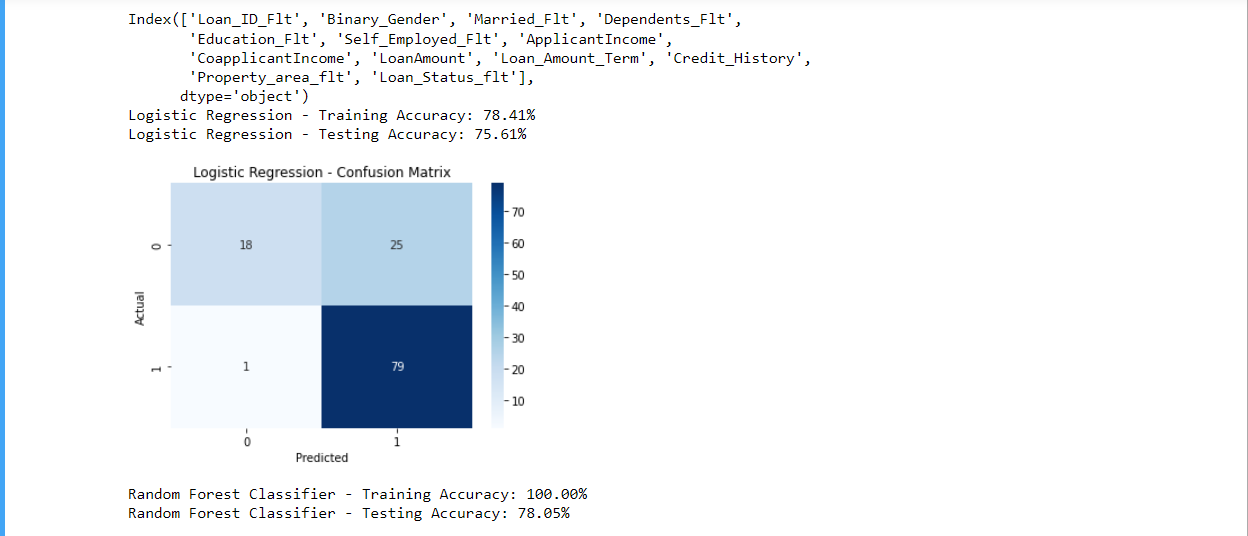 Index(['Loan_ID_Flt', 'Binary_Gender', 'Married_Flt', 'Dependents_Flt',
'Education_Flt', 'Self_Employed_Flt', 'ApplicantIncome',
'CoapplicantIncome', 'LoanAmount', 'Loan_Amount_Term', 'Credit_History',
'Property_area_flt', 'Loan_Status_flt'],
dtype='object')
Logistic Regression - Training Accuracy: 78.41%
Logistic Regression - Testing Accuracy: 75.61%
Logistic Regression - Confusion Matrix
70
0
18
25
60
50
Actual
40
30
1
1
79
20
10
0
1
Predicted
Random Forest Classifier - Training Accuracy: 100.00%
Random Forest Classifier - Testing Accuracy: 78.05%